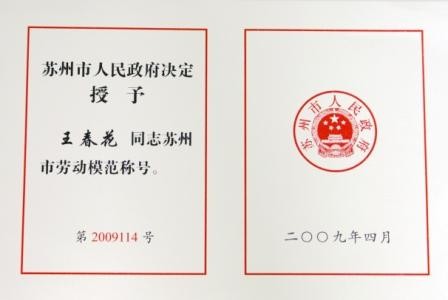 苏州市人民政府决定
授予
王春花 同志苏州
市劳动模范称号。
第 2009114 号
苏州市人民政府
二〇〇九年四月